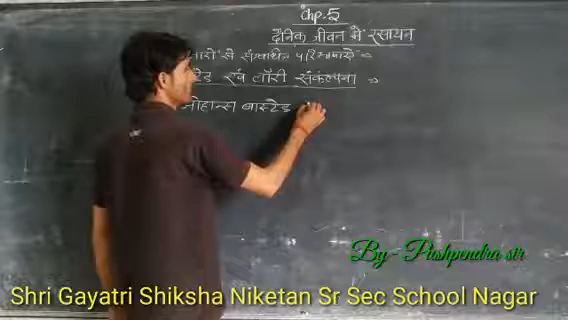 Chp. 5
दैनिक जीवन में रसायन
से सम्बन्धित
एवं लॉरी संकल्पना ⇒
जोहान्स बास्टेड
By- Pushpendra sir
Shri Gayatri Shiksha Niketan Sr Sec School Nagar